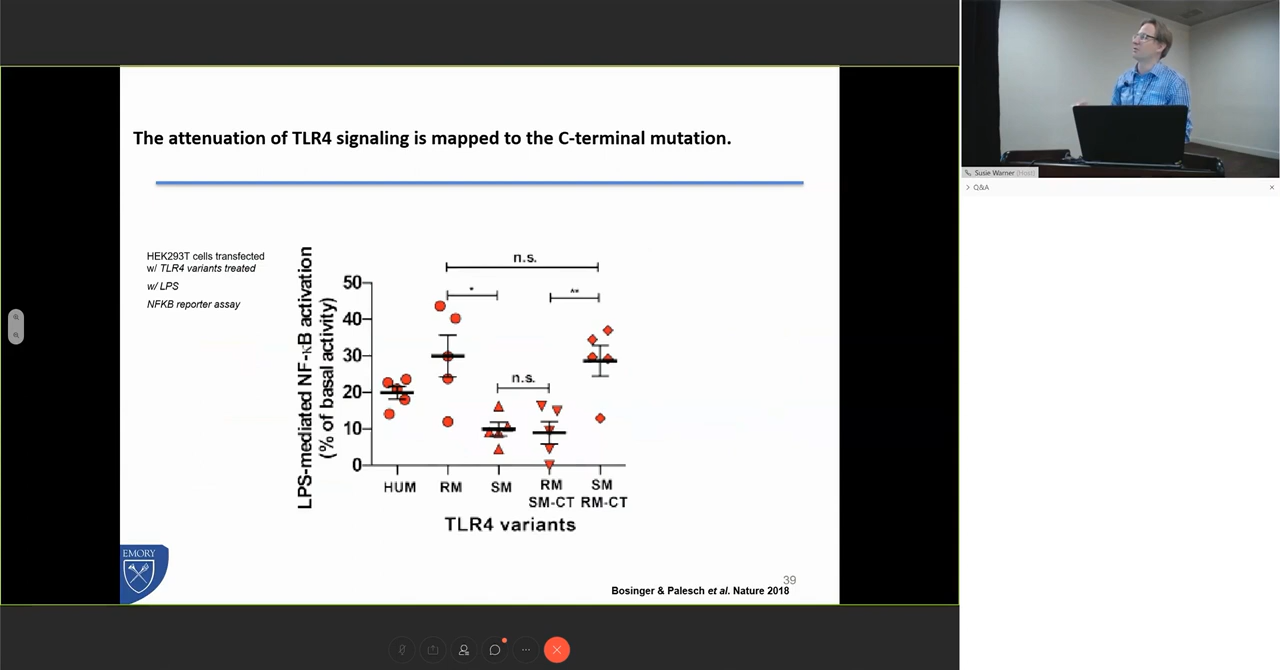 The attenuation of TLR4 signaling is mapped to the C-terminal mutation.
HEK293T cells transfected
w/ TLR4 variants treated
w/ LPS
NFKB reporter assay
LPS-mediated NF-κB activation
(% of basal activity)
50
40
30
20
10
0
n.s.
*
**
n.s.
HUM
RM
SM
RM
SM-CT
SM
RM-CT
TLR4 variants
EMORY
39
Bosinger & Palesch et al. Nature 2018
Susie Warner (Host)
Q&A